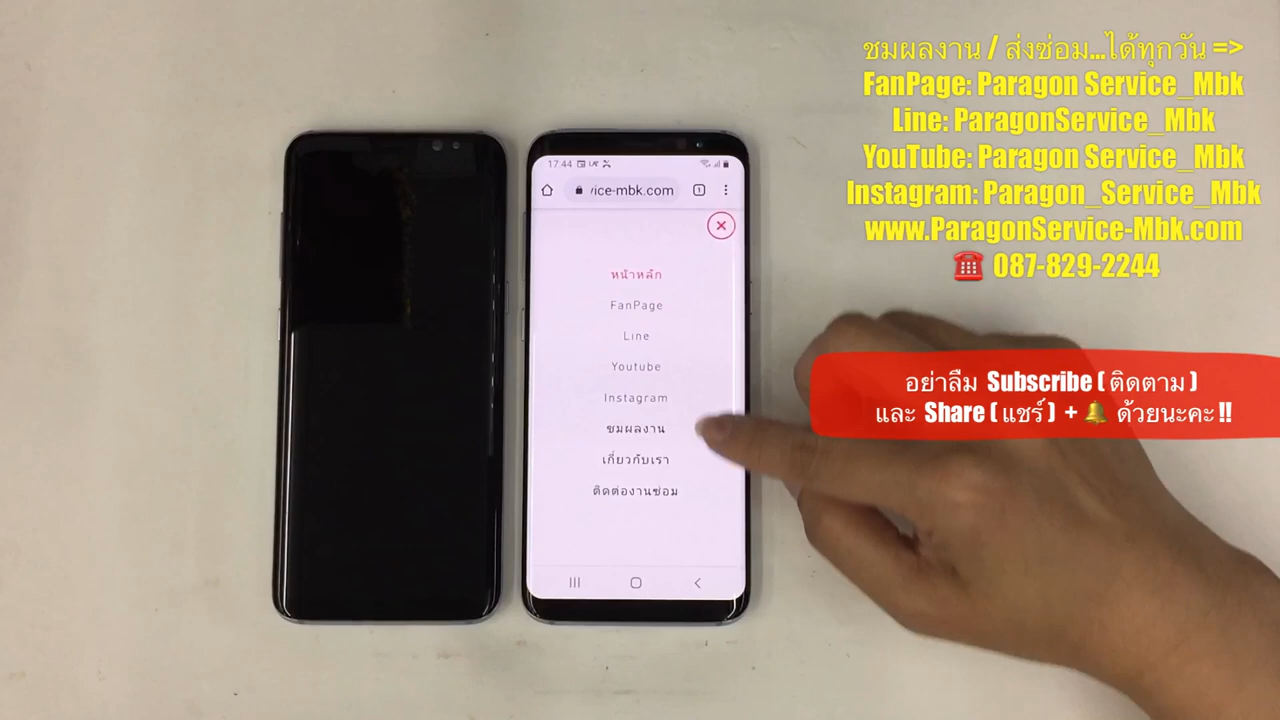 ชมผลงาน / ส่งซ่อม...ได้ทุกวัน =>
FanPage: Paragon Service_Mbk
Line: ParagonService_Mbk
YouTube: Paragon Service_Mbk
Instagram: Paragon_Service_Mbk
www.ParagonService-Mbk.com
☎️ 087-829-2244
17:44
ice-mbk.com
1
หน้าหลัก
FanPage
Line
Youtube
Instagram
ชมผลงาน
เกี่ยวกับเรา
ติดต่องานซ่อม
อย่าลืม Subscribe ( ติดตาม )
และ Share ( แชร์ ) + 🔔 ด้วยนะคะ !!